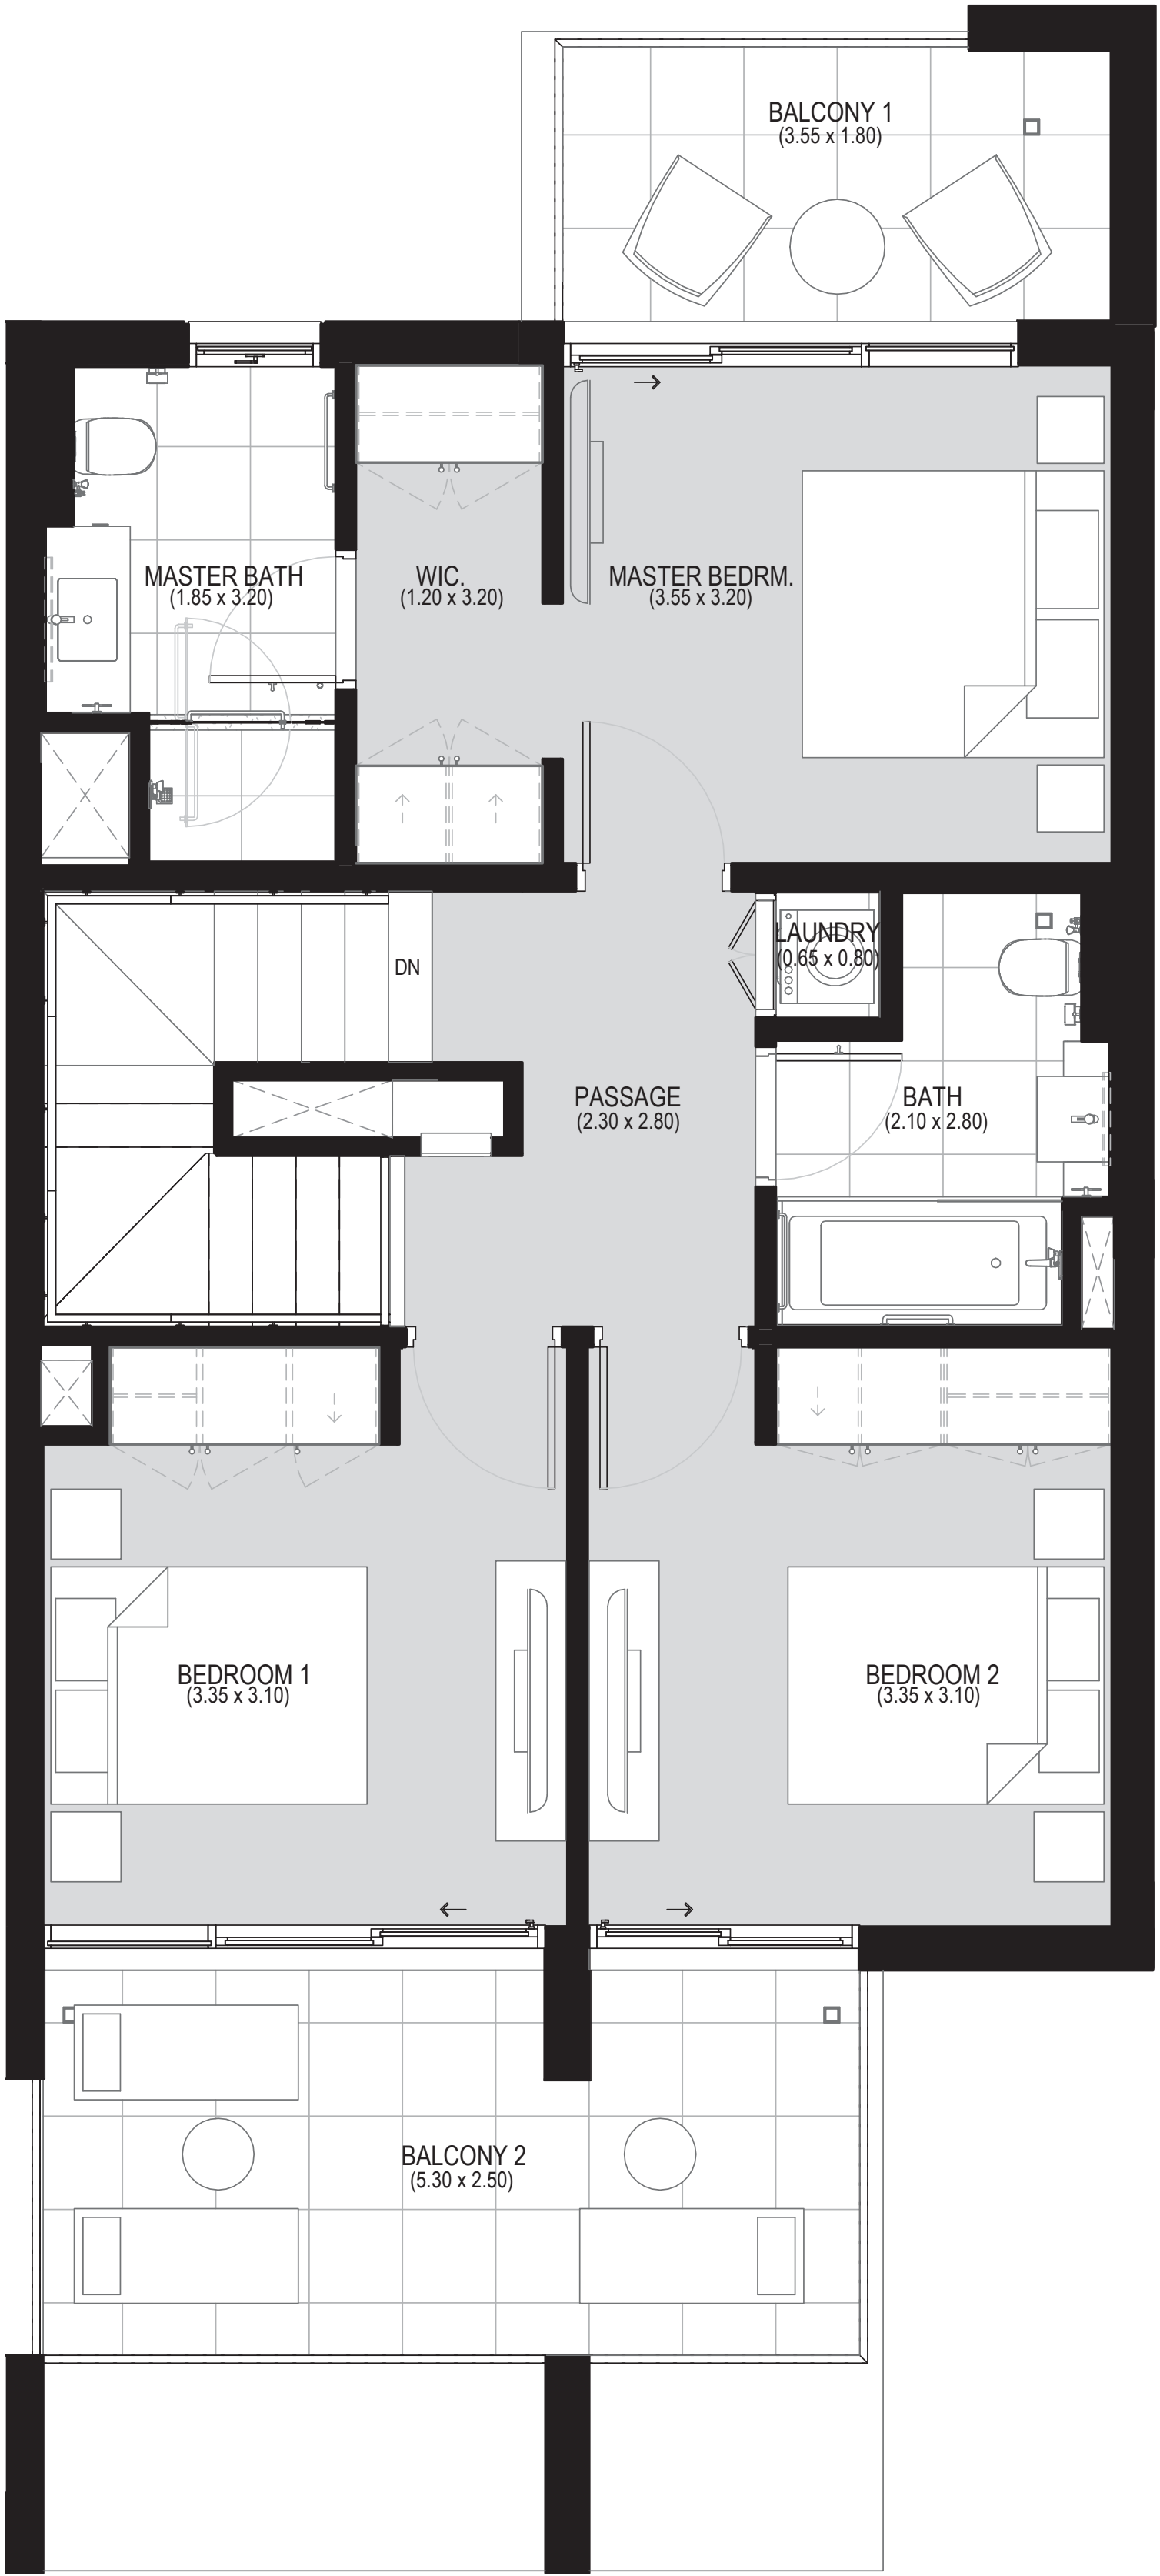 BALCONY 1
(3.55 x 1.80)
MASTER BATH
(1.85 x 3.20)
WIC.
(1.20 x 3.20)
MASTER BEDRM.
(3.55 x 3.20)
LAUNDRY
(0.65 x 0.80)
DN
PASSAGE
(2.30 x 2.80)
BATH
(2.10 x 2.80)
BEDROOM 1
(3.35 x 3.10)
BEDROOM 2
(3.35 x 3.10)
BALCONY 2
(5.30 x 2.50)